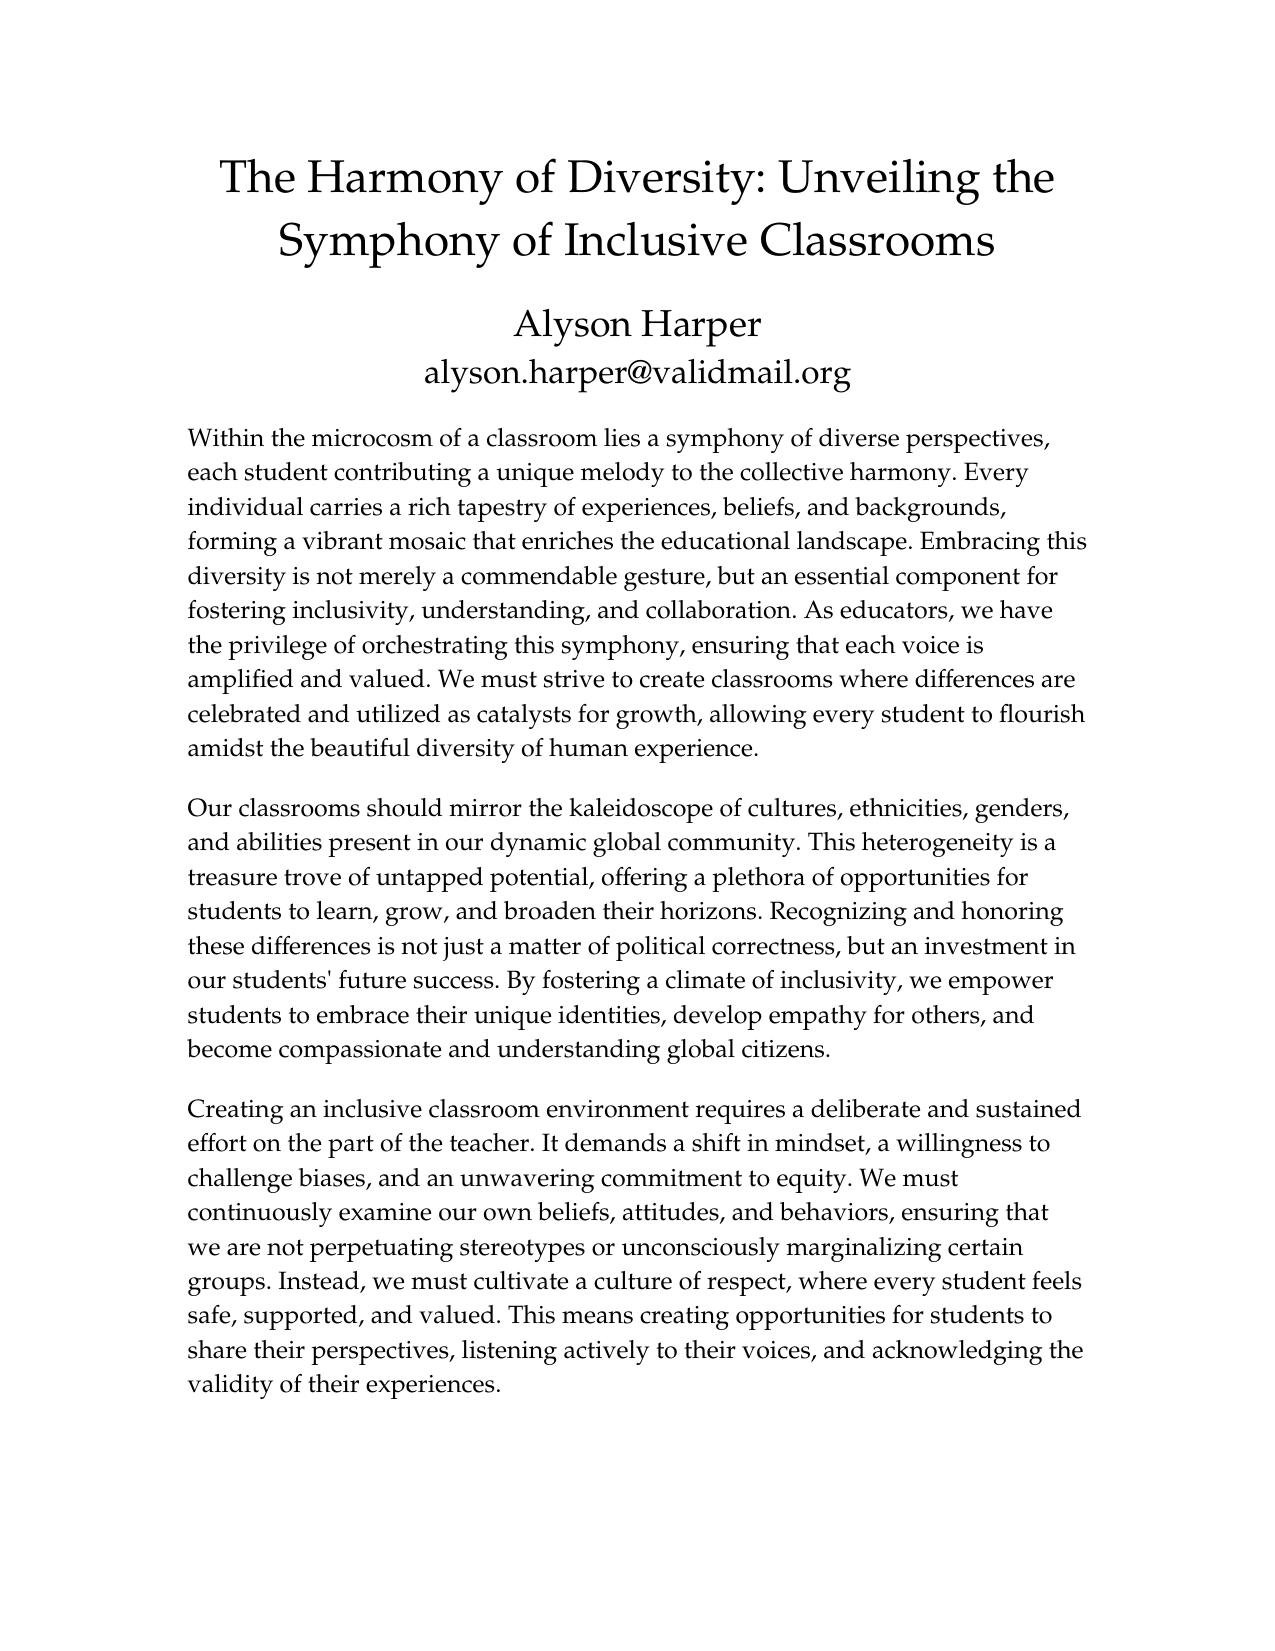 The Harmony of Diversity: Unveiling the
Symphony of Inclusive Classrooms
Alyson Harper
alyson.harper@validmail.org
Within the microcosm of a classroom lies a symphony of diverse perspectives,
each student contributing a unique melody to the collective harmony. Every
individual carries a rich tapestry of experiences, beliefs, and backgrounds,
forming a vibrant mosaic that enriches the educational landscape. Embracing this
diversity is not merely a commendable gesture, but an essential component for
fostering inclusivity, understanding, and collaboration. As educators, we have
the privilege of orchestrating this symphony, ensuring that each voice is
amplified and valued. We must strive to create classrooms where differences are
celebrated and utilized as catalysts for growth, allowing every student to flourish
amidst the beautiful diversity of human experience.
Our classrooms should mirror the kaleidoscope of cultures, ethnicities, genders,
and abilities present in our dynamic global community. This heterogeneity is a
treasure trove of untapped potential, offering a plethora of opportunities for
students to learn, grow, and broaden their horizons. Recognizing and honoring
these differences is not just a matter of political correctness, but an investment in
our students' future success. By fostering a climate of inclusivity, we empower
students to embrace their unique identities, develop empathy for others, and
become compassionate and understanding global citizens.
Creating an inclusive classroom environment requires a deliberate and sustained
effort on the part of the teacher. It demands a shift in mindset, a willingness to
challenge biases, and an unwavering commitment to equity. We must
continuously examine our own beliefs, attitudes, and behaviors, ensuring that
we are not perpetuating stereotypes or unconsciously marginalizing certain
groups. Instead, we must cultivate a culture of respect, where every student feels
safe, supported, and valued. This means creating opportunities for students to
share their perspectives, listening actively to their voices, and acknowledging the
validity of their experiences.